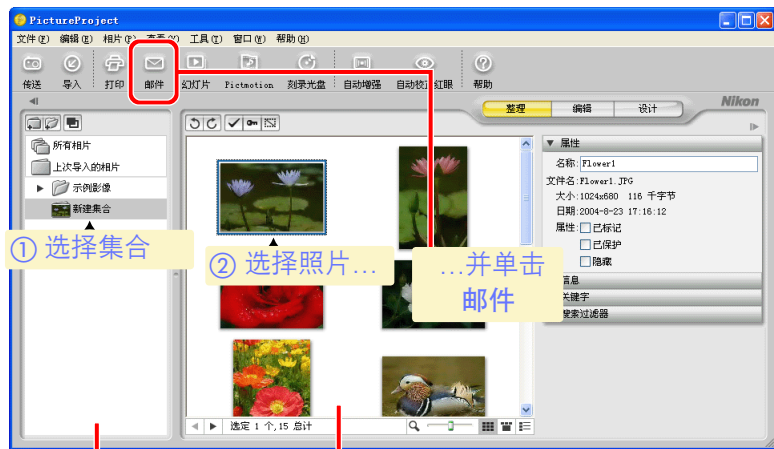 PictureProject
文件(F) 编辑(E) 相片(P) 查看(V) 工具(T) 窗口(W) 帮助(H)
传送 导入 打印 邮件 幻灯片 Pictmotion 刻录光盘 自动增强 自动校正红眼 帮助
整理 编辑 设计
Nikon
所有相片
上次导入的相片
示例影像
新建集合
① 选择集合
② 选择照片...
...并单击
邮件
属性
名称: Flower1
文件名: Flower1.JPG
大小: 1024x680 116 千字节
日期: 2004-8-23 17:16:12
属性: 已标记
已保护
隐藏
信息
关键字
搜索过滤器
选定 1 个,15 总计